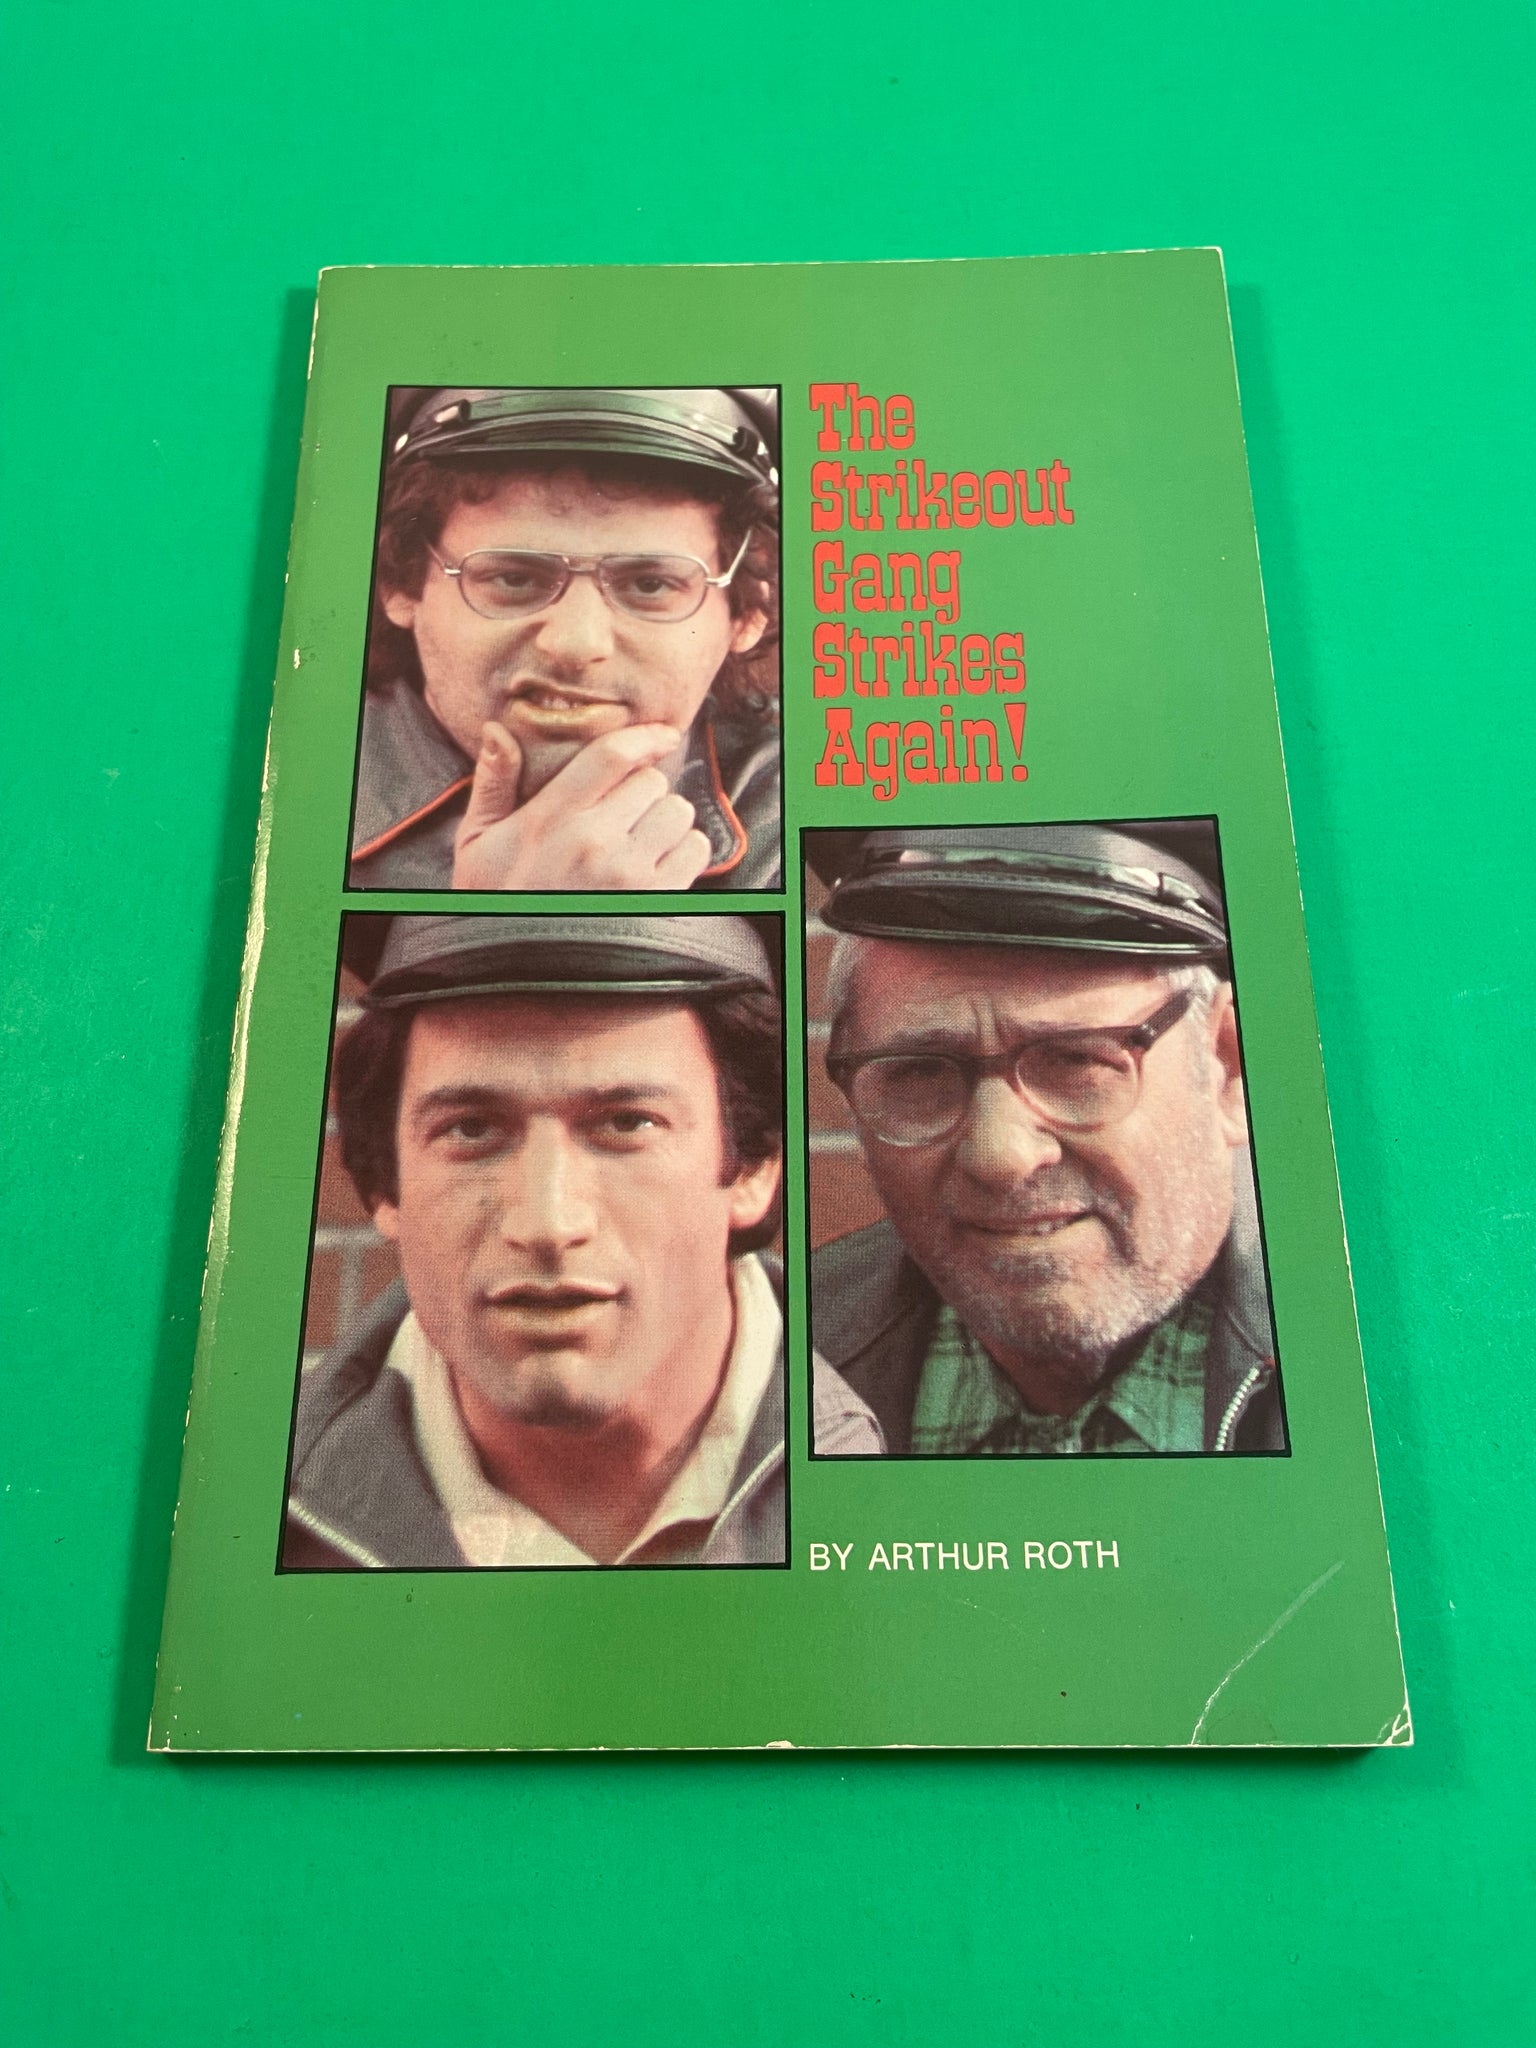 The
Strikeout
Gang
Strikes
Again!
BY ARTHUR ROTH